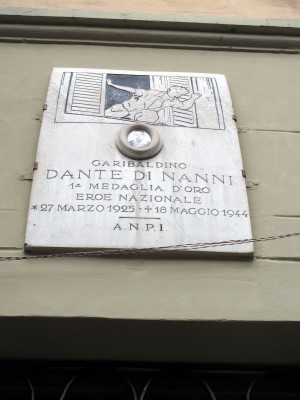 GARIBALDINO
DANTE DI NANNI
1ª MEDAGLIA D'ORO
EROE NAZIONALE
* 27 MARZO 1925 - ✝ 18 MAGGIO 1944
A.N.P.I.